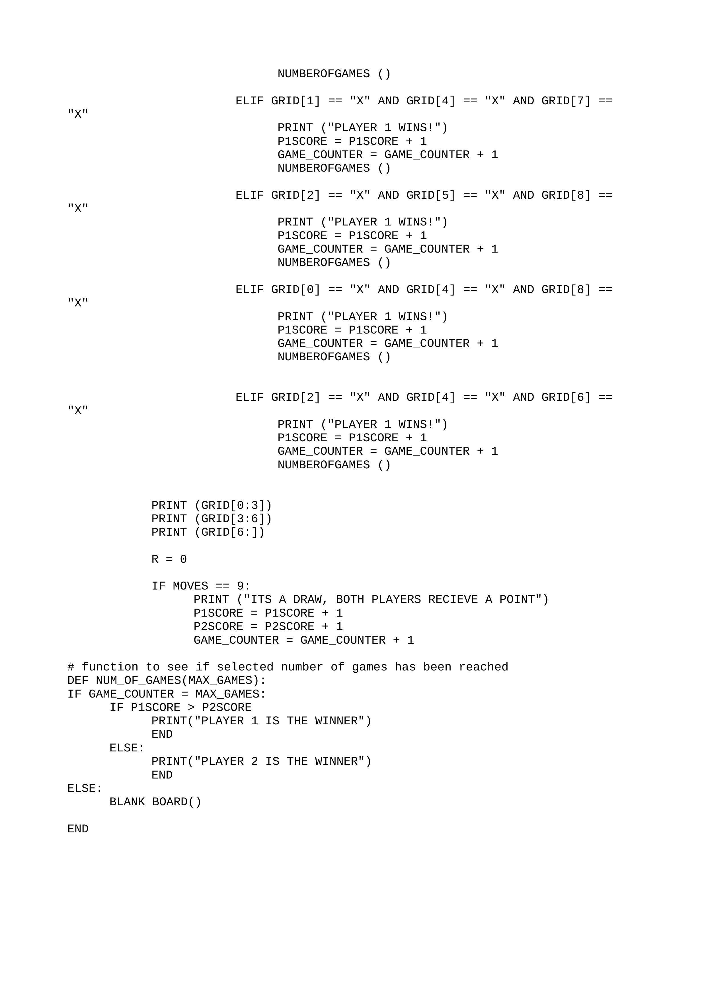 NUMBEROFGAMES ()
ELIF GRID[1] == "X" AND GRID[4] == "X" AND GRID[7] ==
"X"
PRINT ("PLAYER 1 WINS!")
P1SCORE = P1SCORE + 1
GAME_COUNTER = GAME_COUNTER + 1
NUMBEROFGAMES ()
ELIF GRID[2] == "X" AND GRID[5] == "X" AND GRID[8] ==
"X"
PRINT ("PLAYER 1 WINS!")
P1SCORE = P1SCORE + 1
GAME_COUNTER = GAME_COUNTER + 1
NUMBEROFGAMES ()
ELIF GRID[0] == "X" AND GRID[4] == "X" AND GRID[8] ==
"X"
PRINT ("PLAYER 1 WINS!")
P1SCORE = P1SCORE + 1
GAME_COUNTER = GAME_COUNTER + 1
NUMBEROFGAMES ()
ELIF GRID[2] == "X" AND GRID[4] == "X" AND GRID[6] ==
"X"
PRINT ("PLAYER 1 WINS!")
P1SCORE = P1SCORE + 1
GAME_COUNTER = GAME_COUNTER + 1
NUMBEROFGAMES ()
PRINT (GRID[0:3])
PRINT (GRID[3:6])
PRINT (GRID[6:])
R = 0
IF MOVES == 9:
PRINT ("ITS A DRAW, BOTH PLAYERS RECIEVE A POINT")
P1SCORE = P1SCORE + 1
P2SCORE = P2SCORE + 1
GAME_COUNTER = GAME_COUNTER + 1
# function to see if selected number of games has been reached
DEF NUM_OF_GAMES(MAX_GAMES):
IF GAME_COUNTER = MAX_GAMES:
IF P1SCORE > P2SCORE
PRINT("PLAYER 1 IS THE WINNER")
END
ELSE:
PRINT("PLAYER 2 IS THE WINNER")
END
ELSE:
BLANK BOARD()
END